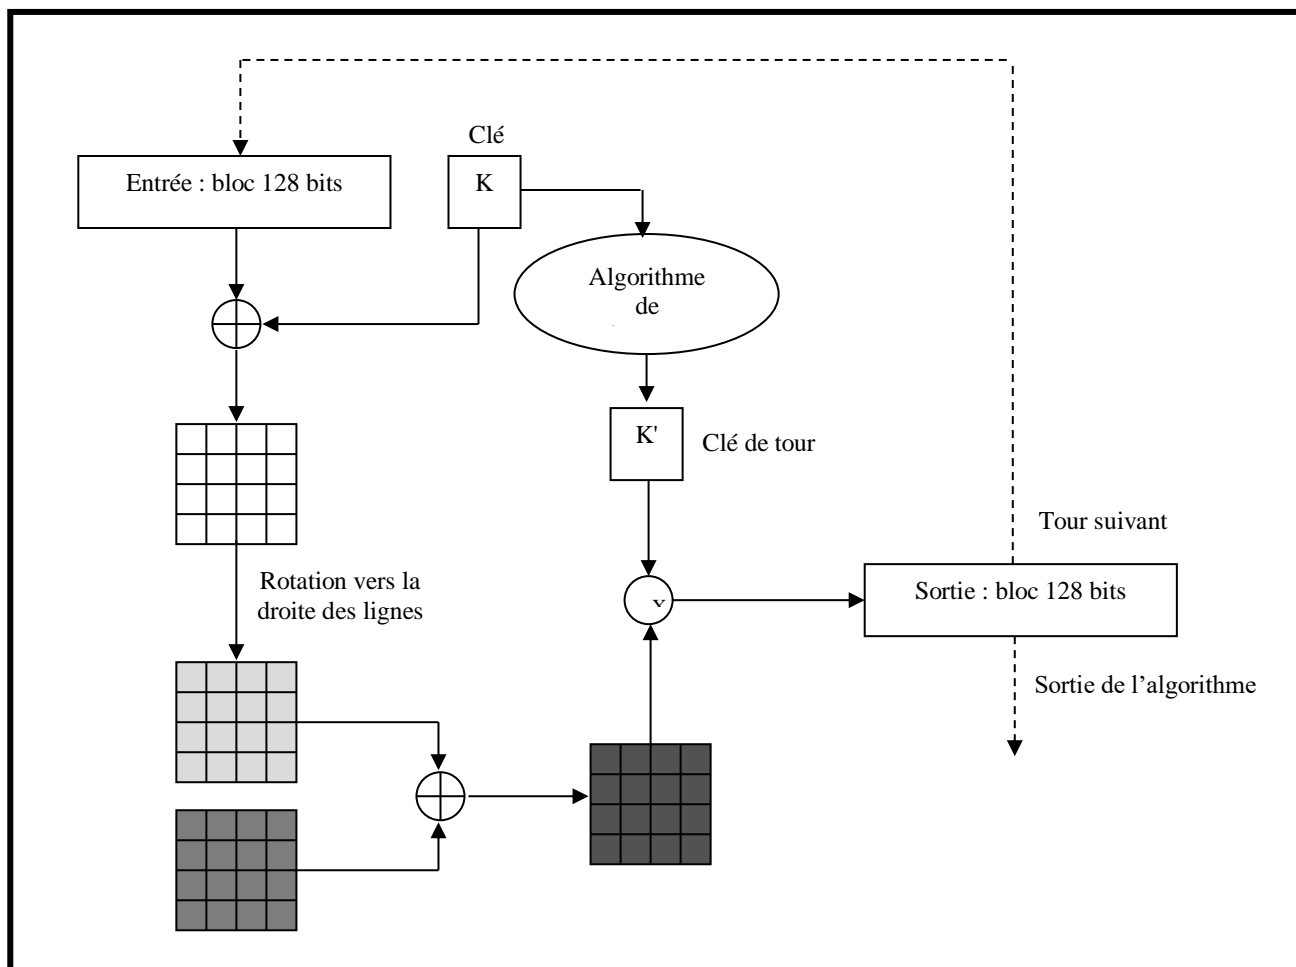 Clé
Entrée : bloc 128 bits
K
Algorithme
de
K'
Clé de tour
Tour suivant
Rotation vers la
droite des lignes
v
Sortie : bloc 128 bits
Sortie de l’algorithme